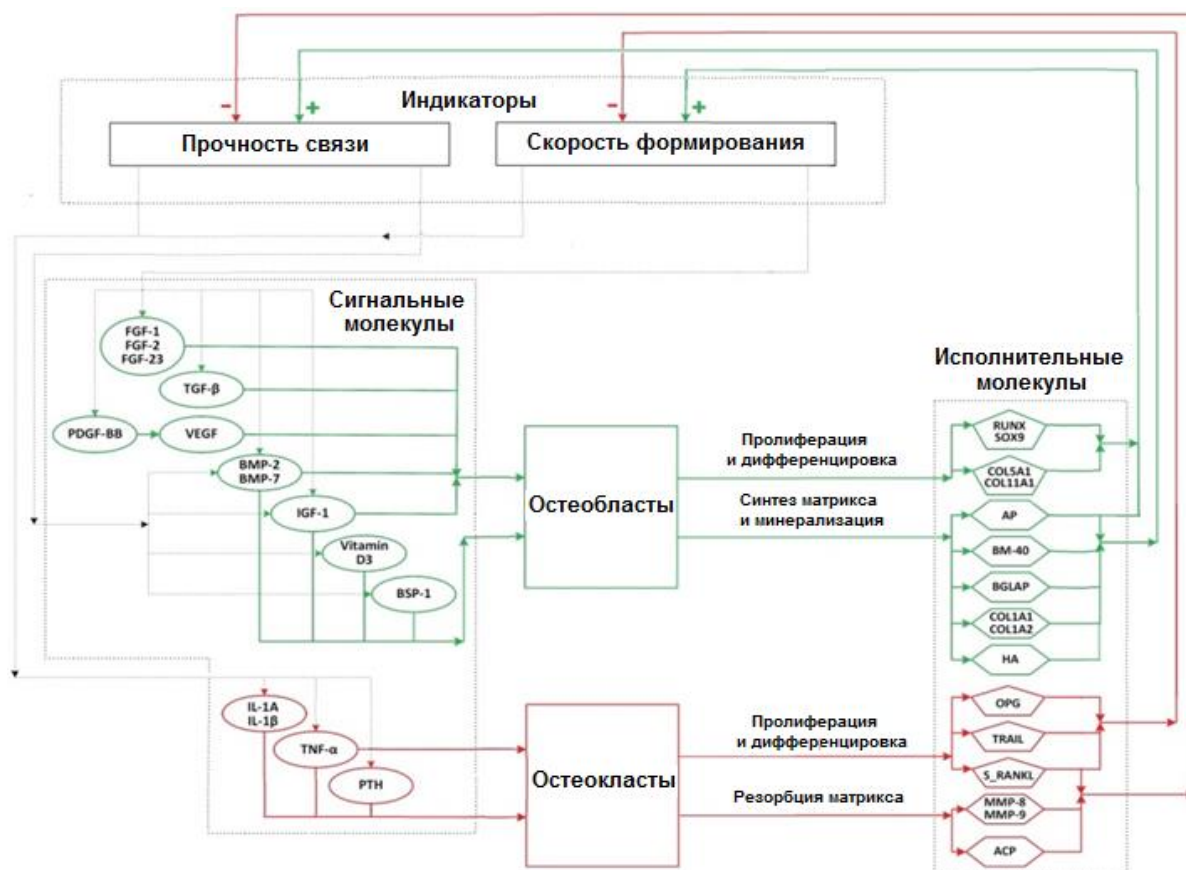 -
+
Индикаторы
-
+
Прочность связи
Скорость формирования
Сигнальные
молекулы
FGF-1
FGF-2
FGF-23
TGF-β
PDGF-BB
VEGF
BMP-2
BMP-7
IGF-1
Vitamin
D3
BSP-1
Остеобласты
Пролиферация
и дифференцировка
Синтез матрикса
и минерализация
Исполнительные
молекулы
RUNX
SOX9
COL5A1
COL11A1
AP
BM-40
BGLAP
COL1A1
COL1A2
HA
IL-1A
IL-1β
TNF-α
PTH
Остеокласты
Пролиферация
и дифференцировка
Резорбция матрикса
OPG
TRAIL
S_RANKL
MMP-8
MMP-9
ACP